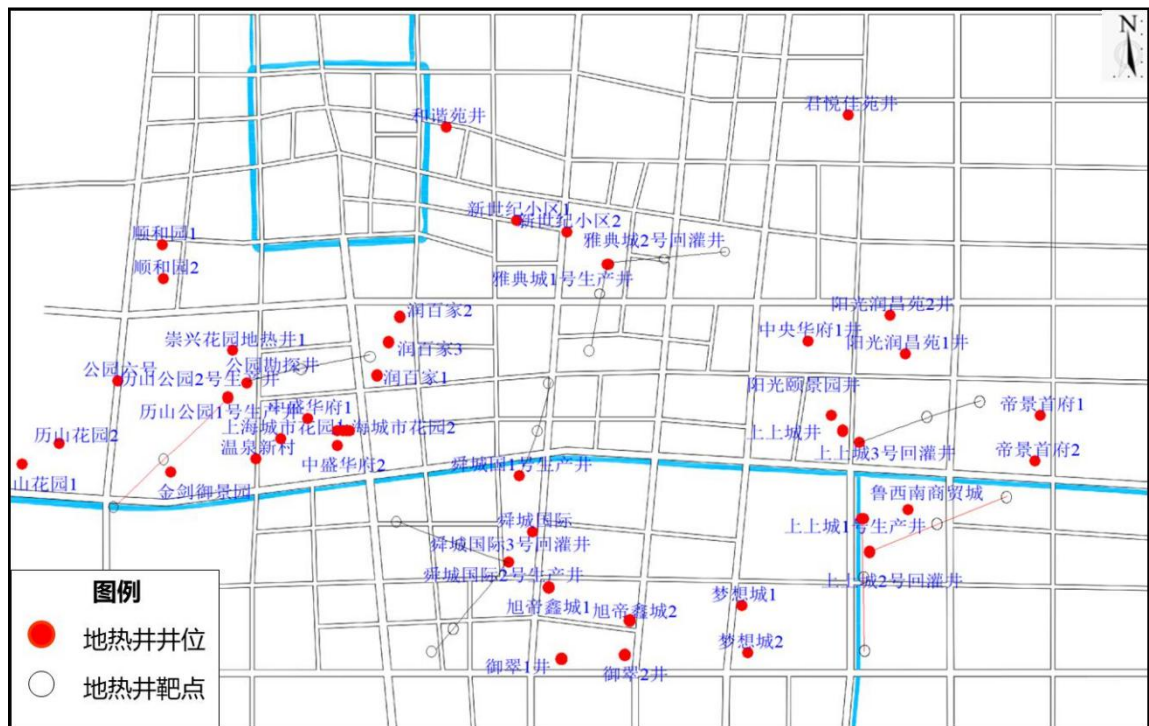 N
君悦佳苑井
和谐苑井
新世纪小区1
新世纪小区2
顺和园1
雅典城2号回灌井
顺和园2
雅典城1号生产井
阳光润昌苑2井
润百家2
中央华府1井
崇兴花园地热井1
润百家3
阳光润昌苑1井
公园勘探井
公园六号
历山公园2号生产井
润百家1
阳光颐景园井
帝景首府1
中盛华府1
历山公园1号生产井
上海城市花园1
上海城市花园2
上上城井
历山花园2
温泉新村
上上城3号回灌井
帝景首府2
中盛华府2
舜城国1号生产井
山花园1
金剑御景园
鲁西南商贸城
舜城国际
上上城1号生产井
舜城国际3号回灌井
舜城国际2号生产井
上上城2号回灌井
旭帝鑫城1
旭帝鑫城2
梦想城1
梦想城2
御翠1井
御翠2井
图例
地热井井位
地热井靶点